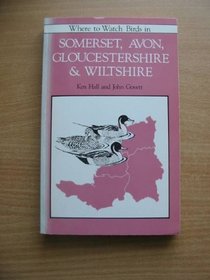 Where to Watch Birds in
SOMERSET, AVON,
GLOUCESTERSHIRE
& WILTSHIRE
Ken Hall and John Govett